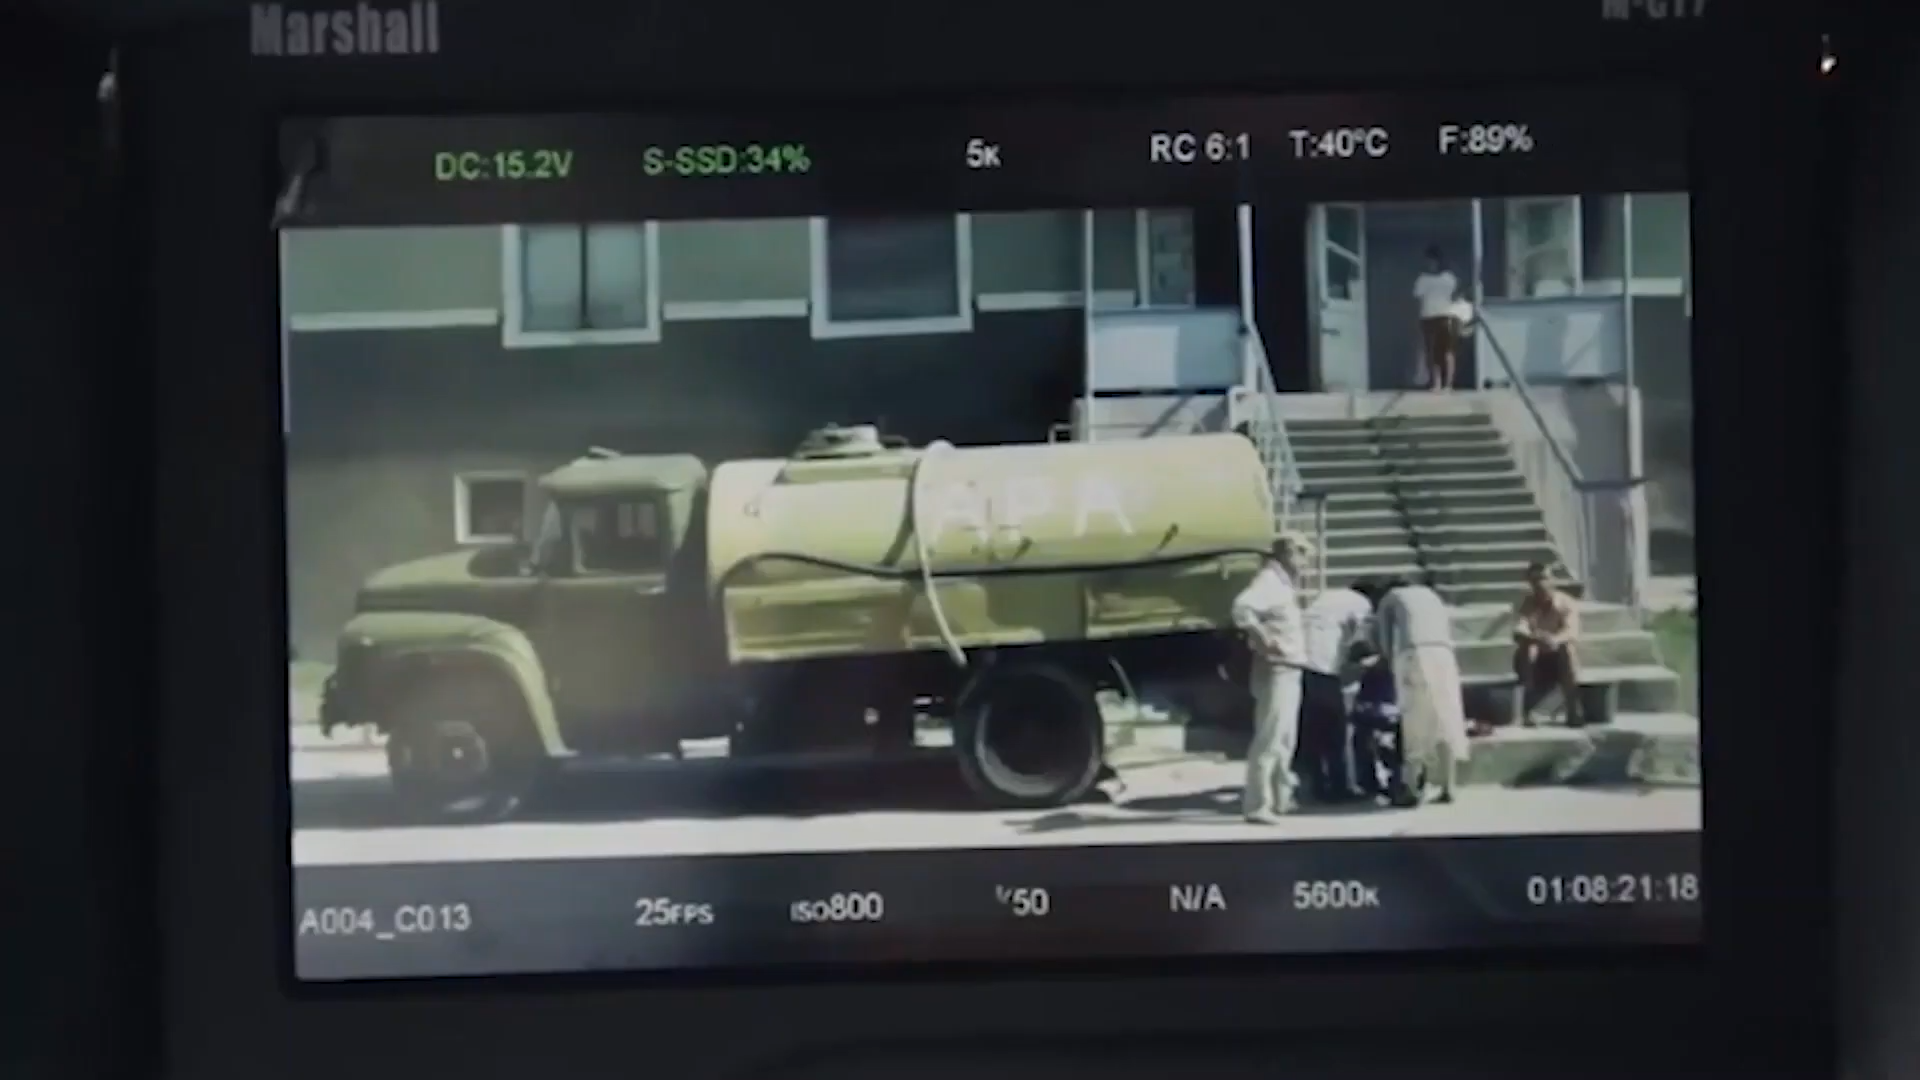 Marshall
DC:15.2V S-SSD:34% 5K RC 6:1 T:40ºC F:89%
APA
A004_C013 25FPS ISO800 1/50 N/A 5600K 01:08:21:18